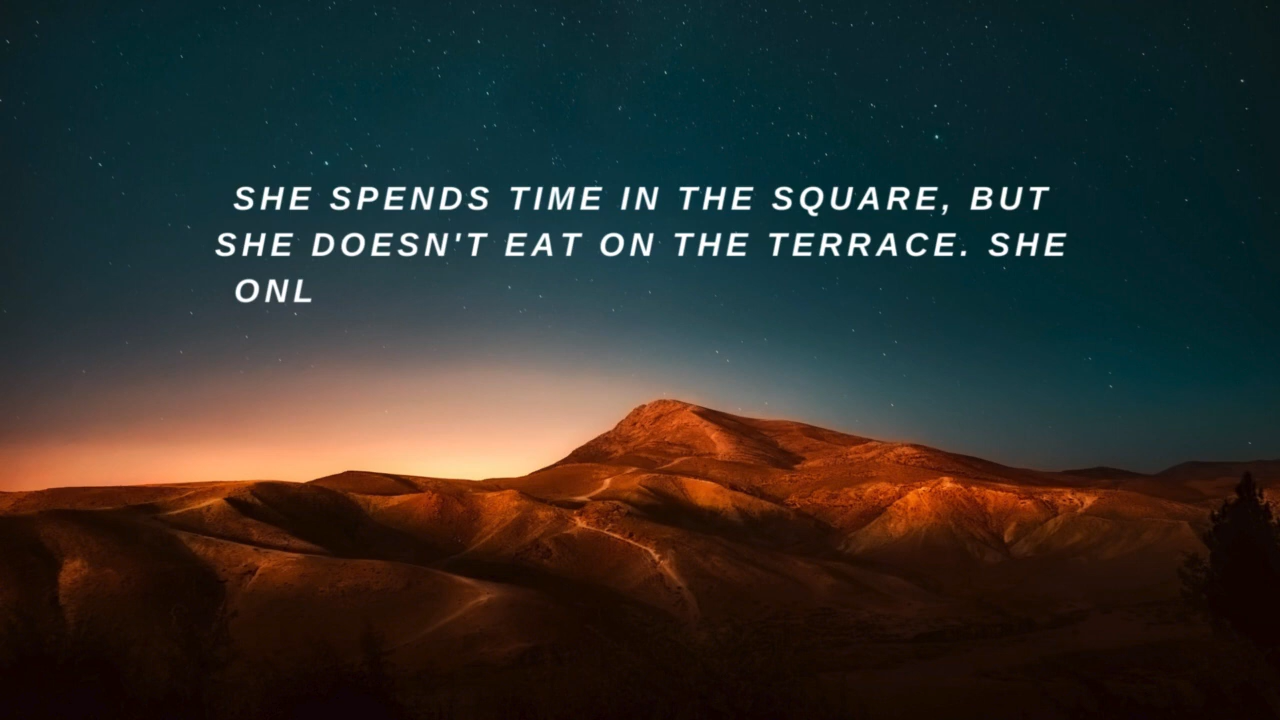 SHE SPENDS TIME IN THE SQUARE, BUT
SHE DOESN'T EAT ON THE TERRACE. SHE
ONL